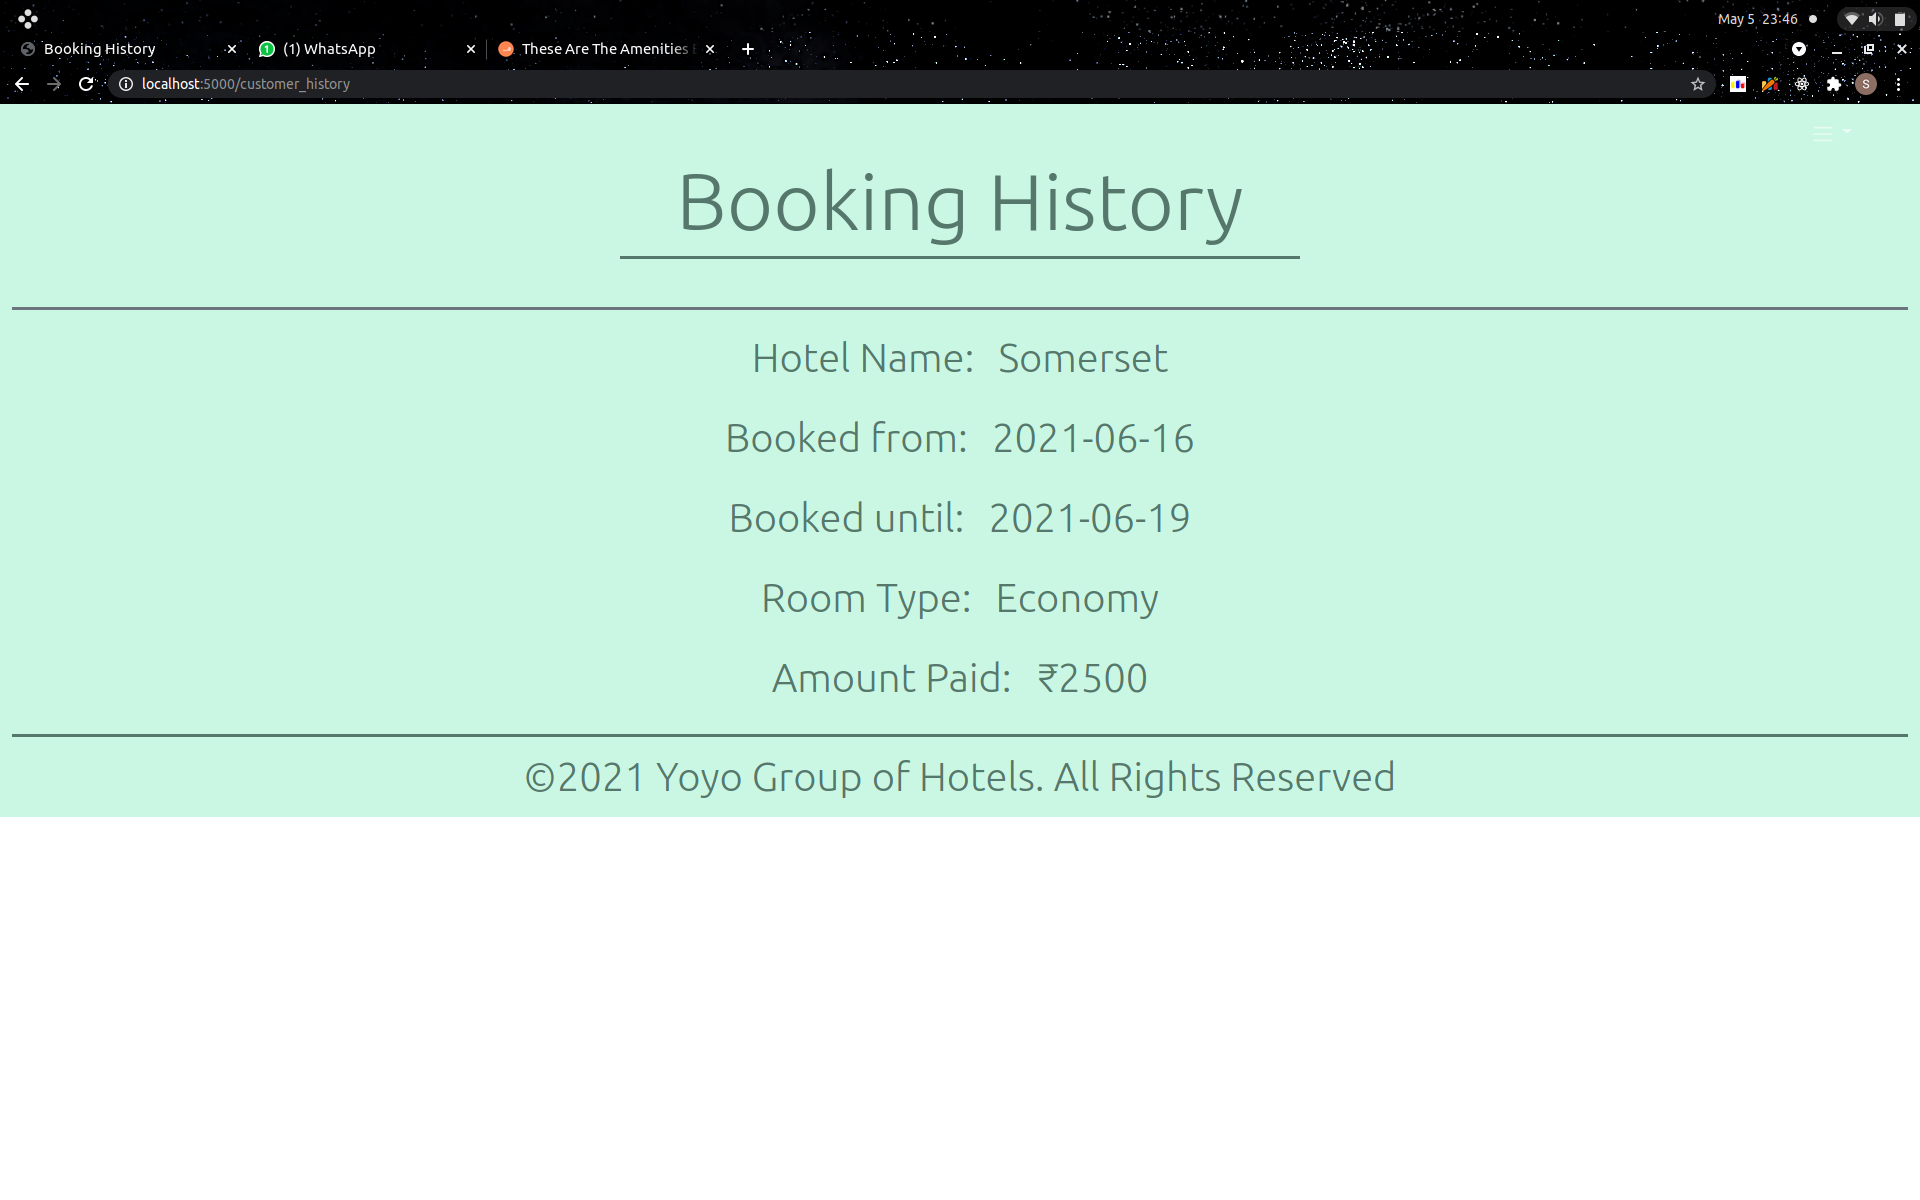 May 5 23:46
Booking History
(1) WhatsApp
These Are The Amenities
localhost:5000/customer_history
S
Booking History
Hotel Name: Somerset
Booked from: 2021-06-16
Booked until: 2021-06-19
Room Type: Economy
Amount Paid: ₹2500
©2021 Yoyo Group of Hotels. All Rights Reserved